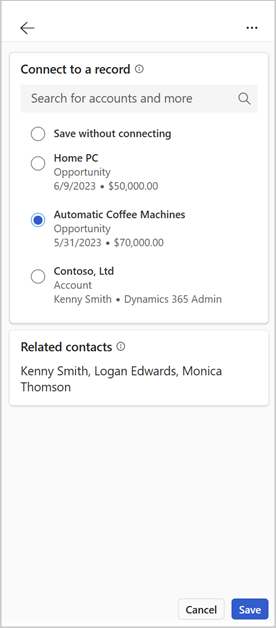 Connect to a record
Search for accounts and more
Save without connecting
Home PC
Opportunity
6/9/2023 • $50,000.00
Automatic Coffee Machines
Opportunity
5/31/2023 • $70,000.00
Contoso, Ltd
Account
Kenny Smith • Dynamics 365 Admin
Related contacts
Kenny Smith, Logan Edwards, Monica
Thomson
Cancel Save